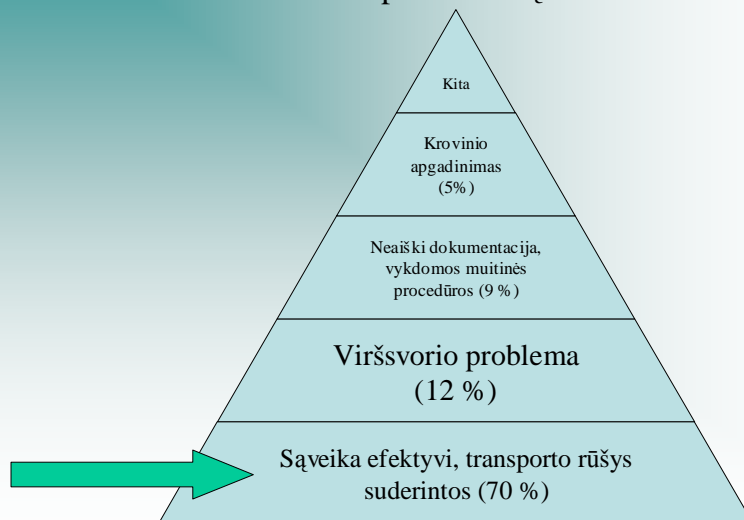 Kita
Krovinio
apgadinimas
(5%)
Neaiški dokumentacija,
vykdomos muitinės
procedūros (9 %)
Viršsvorio problema
(12 %)
Sąveika efektyvi, transporto rūšys
suderintos (70 %)